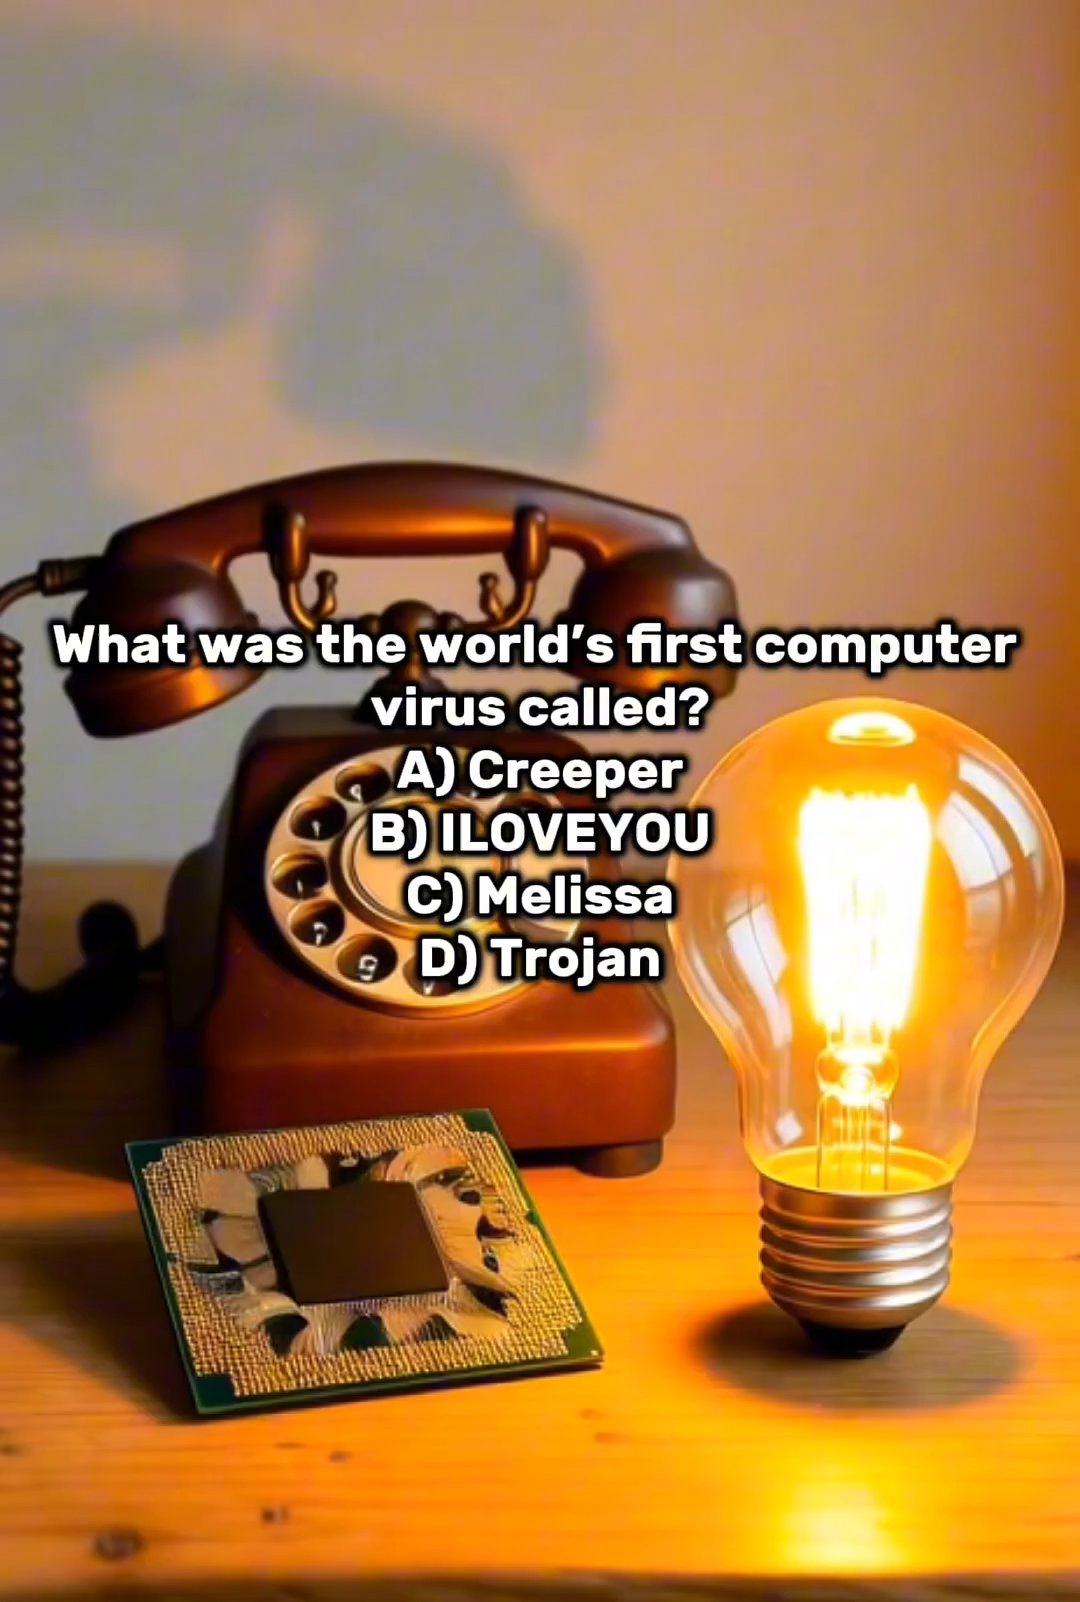 What was the world’s first computer
virus called?
A) Creeper
B) ILOVEYOU
C) Melissa
D) Trojan